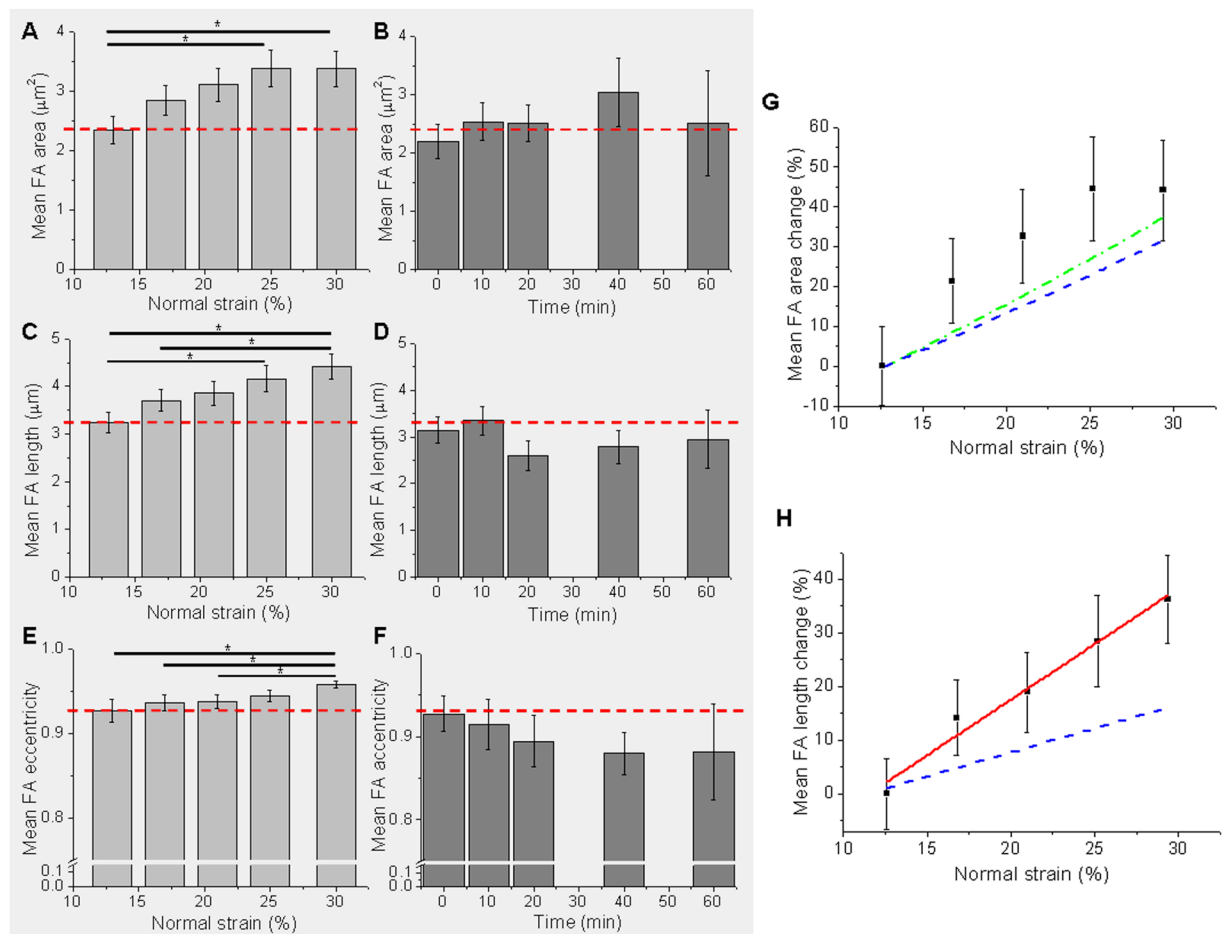 A
*
*
Mean FA area (μm²)
4
3
2
1
0
10 15 20 25 30
Normal strain (%)
B
Mean FA area (μm²)
4
3
2
1
0
0 10 20 30 40 50 60
Time (min)
C
*
*
*
Mean FA length (μm)
5
4
3
2
1
0
10 15 20 25 30
Normal strain (%)
D
Mean FA length (μm)
5
4
3
2
1
0
0 10 20 30 40 50 60
Time (min)
E
*
*
*
Mean FA eccentricity
1.0
0.9
0.8
0.1
0.0
10 15 20 25 30
Normal strain (%)
F
Mean FA accentricity
1.0
0.9
0.8
0.1
0.0
0 10 20 30 40 50 60
Time (min)
G
Mean FA area change (%)
60
50
40
30
20
10
0
-10
10 15 20 25 30
Normal strain (%)
H
Mean FA length change (%)
40
30
20
10
0
10 15 20 25 30
Normal strain (%)